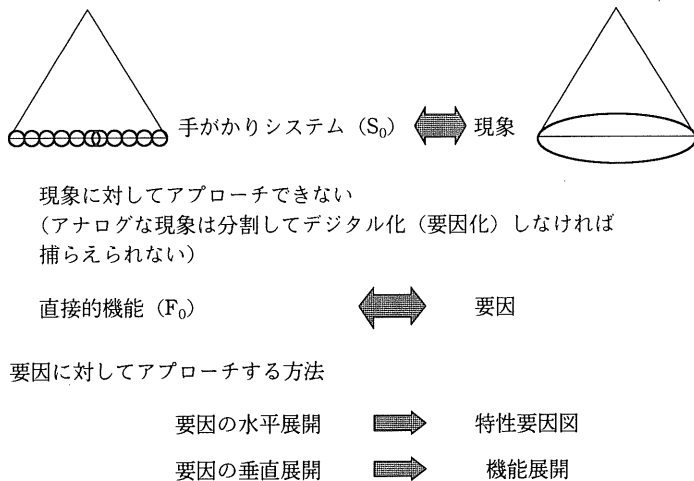 手がかりシステム（S₀） 現象
現象に対してアプローチできない
（アナログな現象は分割してデジタル化（要因化）しなければ
捕らえられない）
直接的機能（F₀） 要因
要因に対してアプローチする方法
要因の水平展開 特性要因図
要因の垂直展開 機能展開